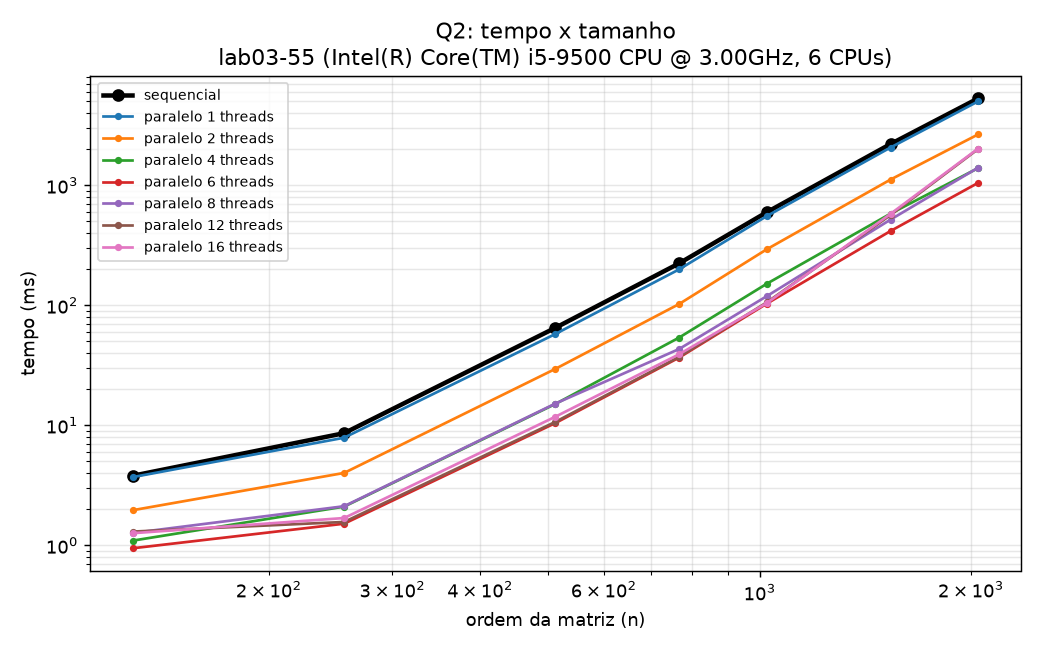 Q2: tempo x tamanho
lab03-55 (Intel(R) Core(TM) i5-9500 CPU @ 3.00GHz, 6 CPUs)
sequencial
paralelo 1 threads
paralelo 2 threads
paralelo 4 threads
paralelo 6 threads
paralelo 8 threads
paralelo 12 threads
paralelo 16 threads
tempo (ms)
10³
10²
10¹
10⁰
2 × 10² 3 × 10² 4 × 10² 6 × 10² 10³ 2 × 10³
ordem da matriz (n)